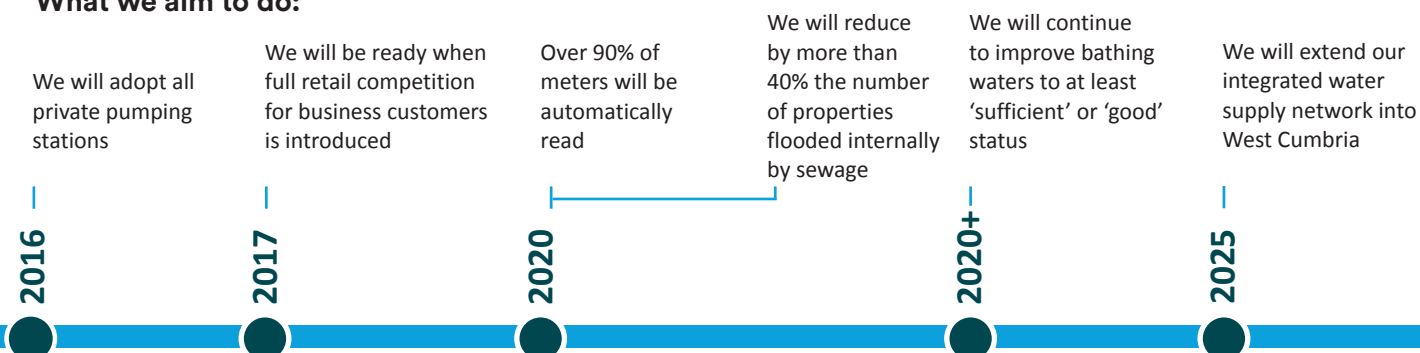 What we aim to do:
We will adopt all
private pumping
stations
We will be ready when
full retail competition
for business customers
is introduced
Over 90% of
meters will be
automatically
read
We will reduce
by more than
40% the number
of properties
flooded internally
by sewage
We will continue
to improve bathing
waters to at least
‘sufficient’ or ‘good’
status
We will extend our
integrated water
supply network into
West Cumbria
2016
2017
2020
2020+
2025